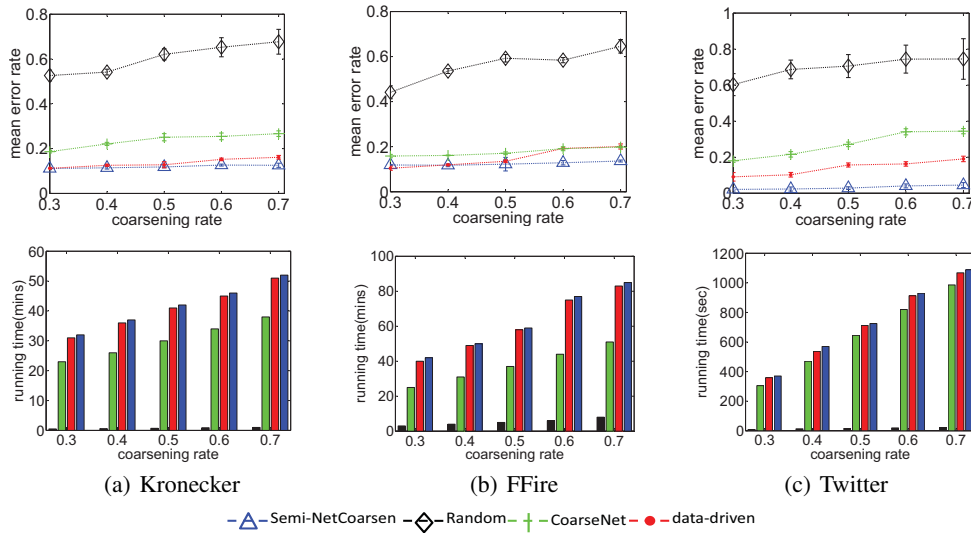 mean error rate
0.8
0.6
0.4
0.2
0
0.3 0.4 0.5 0.6 0.7
coarsening rate
mean error rate
0.8
0.6
0.4
0.2
0
0.3 0.4 0.5 0.6 0.7
coarsening rate
mean error rate
1
0.8
0.6
0.4
0.2
0
0.3 0.4 0.5 0.6 0.7
coarsening rate
running time(mins)
60
50
40
30
20
10
0
0.3 0.4 0.5 0.6 0.7
coarsening rate
running time(mins)
100
80
60
40
20
0
0.3 0.4 0.5 0.6 0.7
coarsening rate
running time(sec)
1200
1000
800
600
400
200
0
0.3 0.4 0.5 0.6 0.7
coarsening rate
(a) Kronecker
(b) FFire
(c) Twitter
Semi-NetCoarsen Random CoarseNet data-driven